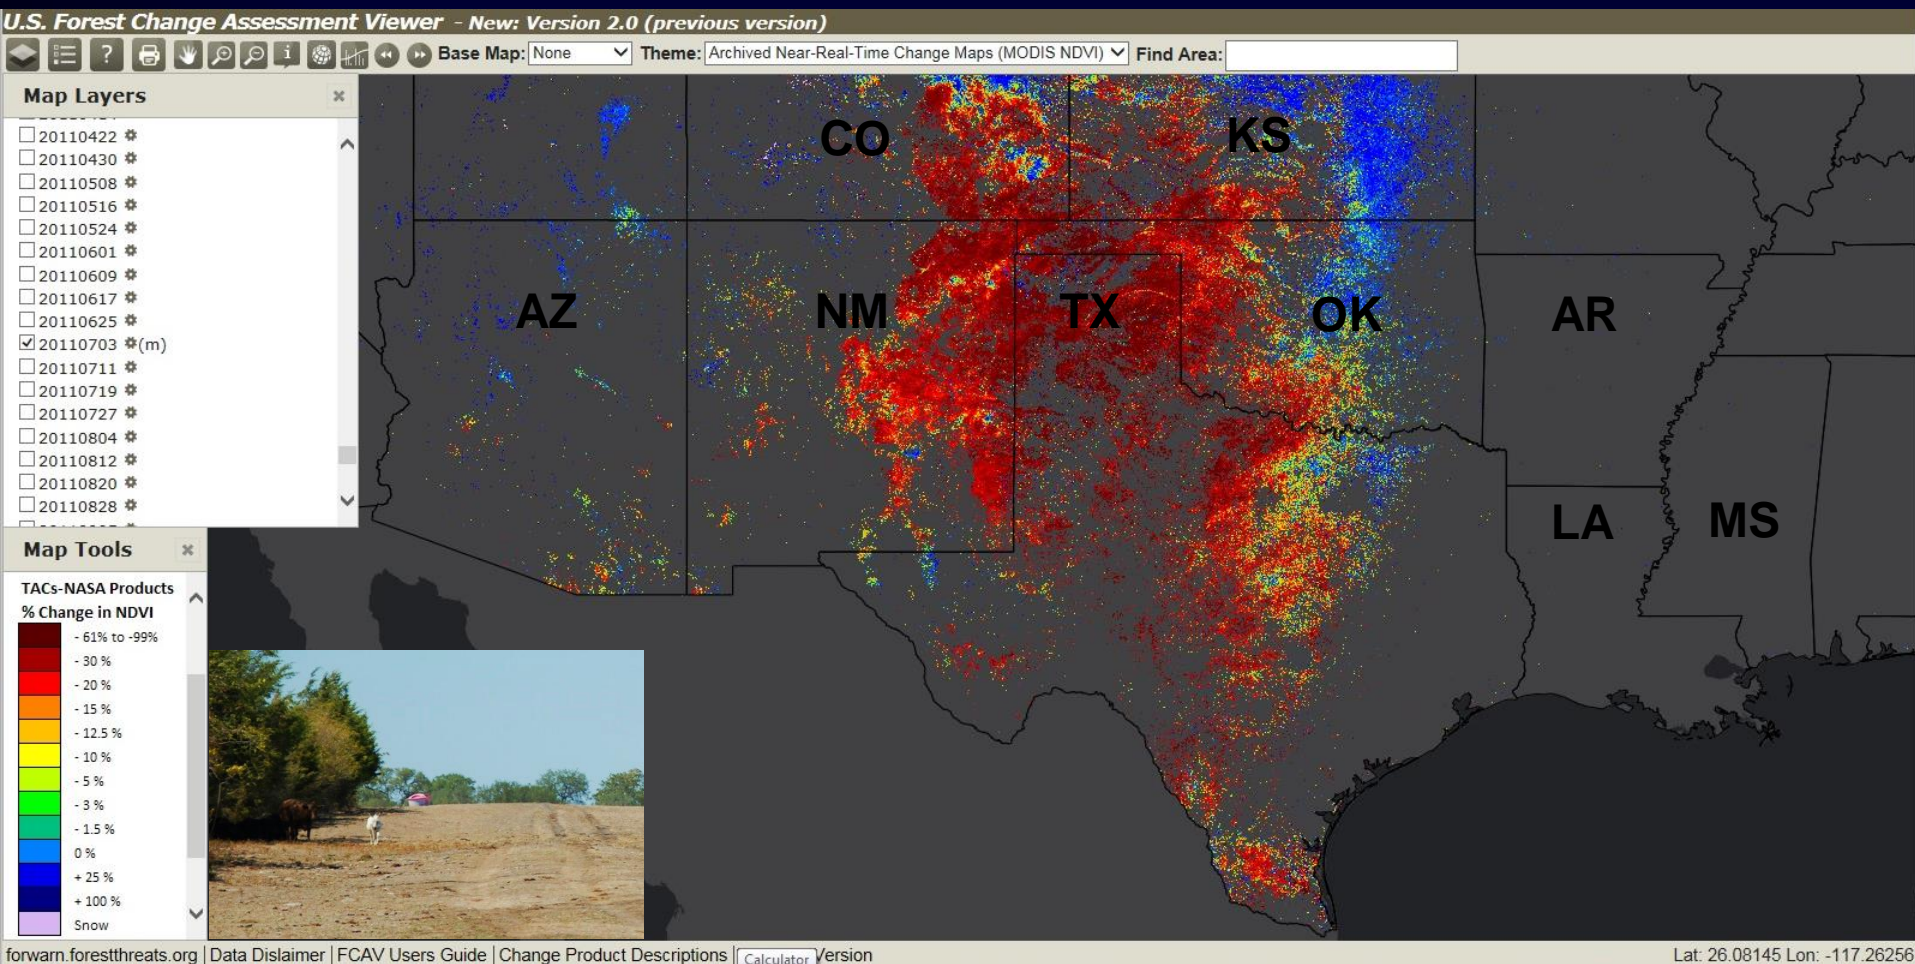 U.S. Forest Change Assessment Viewer - New: Version 2.0 (previous version)
? i Base Map: None Theme: Archived Near-Real-Time Change Maps (MODIS NDVI) Find Area:
Map Layers
20110422
20110430
20110508
20110516
20110524
20110601
20110609
20110617
20110625
20110703 (m)
20110711
20110719
20110727
20110804
20110812
20110820
20110828
CO
KS
AZ
NM
TX
OK
AR
LA
MS
Map Tools
TACs-NASA Products
% Change in NDVI
- 61% to -99%
- 30 %
- 20 %
- 15 %
- 12.5 %
- 10 %
- 5 %
- 3 %
- 1.5 %
0 %
+ 25 %
+ 100 %
Snow
forwarn.forestthreats.org | Data Dislaimer | FCAV Users Guide | Change Product Descriptions | Calculator Version
Lat: 26.08145 Lon: -117.26256